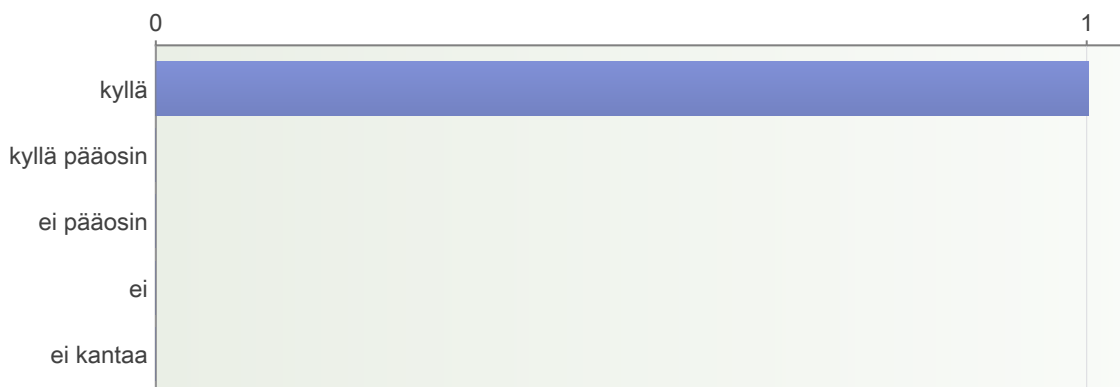 0 1
kyllä
kyllä pääosin
ei pääosin
ei
ei kantaa